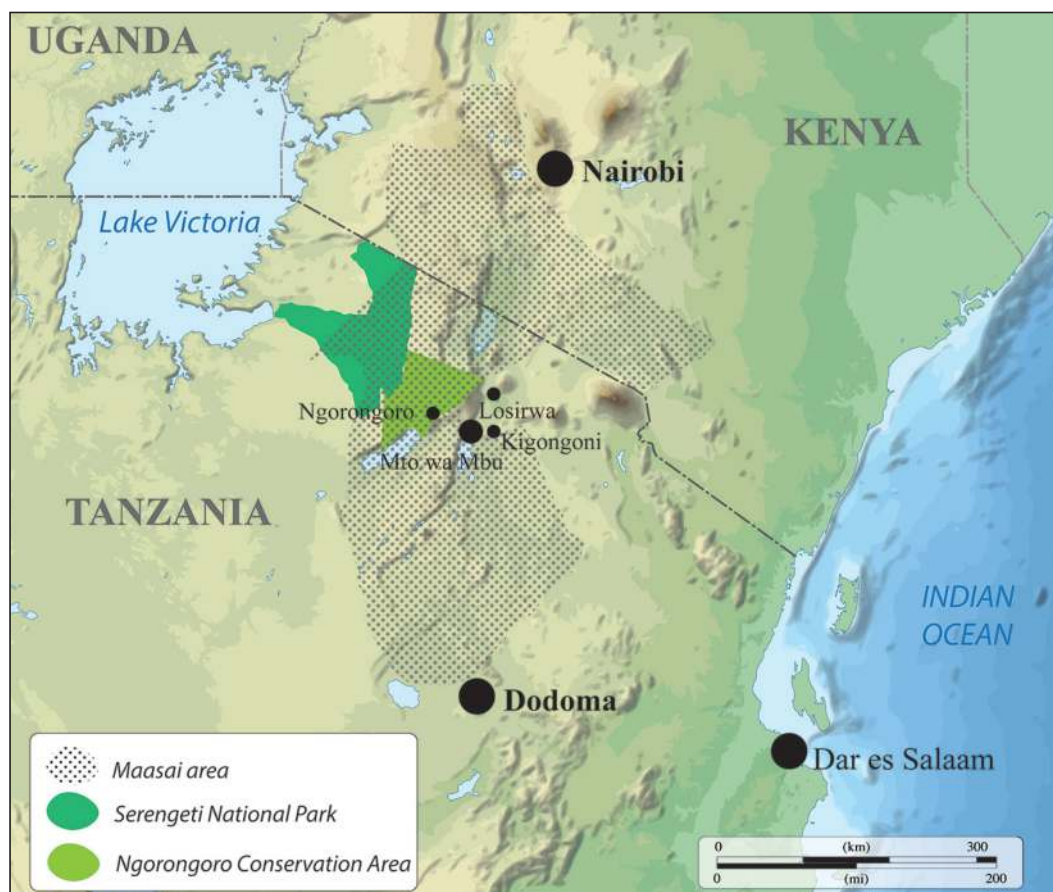 UGANDA
KENYA
Nairobi
Lake Victoria
Ngorongoro
Losirwa
Kigongoni
Mto wa Mbu
TANZANIA
INDIAN
OCEAN
Dodoma
Dar es Salaam
Maasai area
Serengeti National Park
Ngorongoro Conservation Area
0 (km) 300
0 (mi) 200